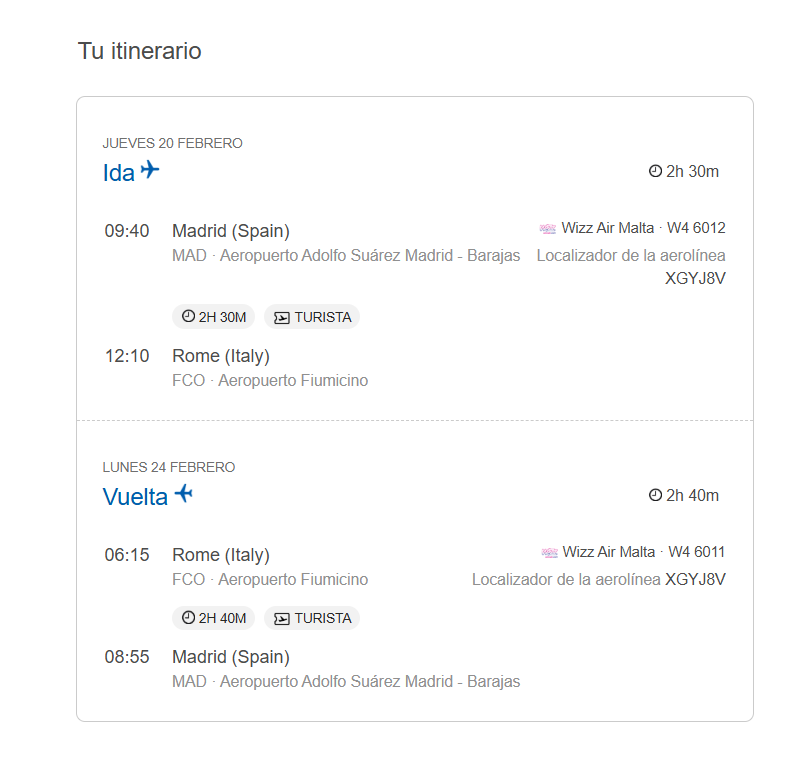 Tu itinerario
JUEVES 20 FEBRERO
Ida
2h 30m
09:40 Madrid (Spain)
Wizz Air Malta · W4 6012
MAD · Aeropuerto Adolfo Suárez Madrid - Barajas
Localizador de la aerolínea
XGYJ8V
2H 30M TURISTA
12:10 Rome (Italy)
FCO · Aeropuerto Fiumicino
LUNES 24 FEBRERO
Vuelta
2h 40m
06:15 Rome (Italy)
Wizz Air Malta · W4 6011
FCO · Aeropuerto Fiumicino
Localizador de la aerolínea XGYJ8V
2H 40M TURISTA
08:55 Madrid (Spain)
MAD · Aeropuerto Adolfo Suárez Madrid - Barajas